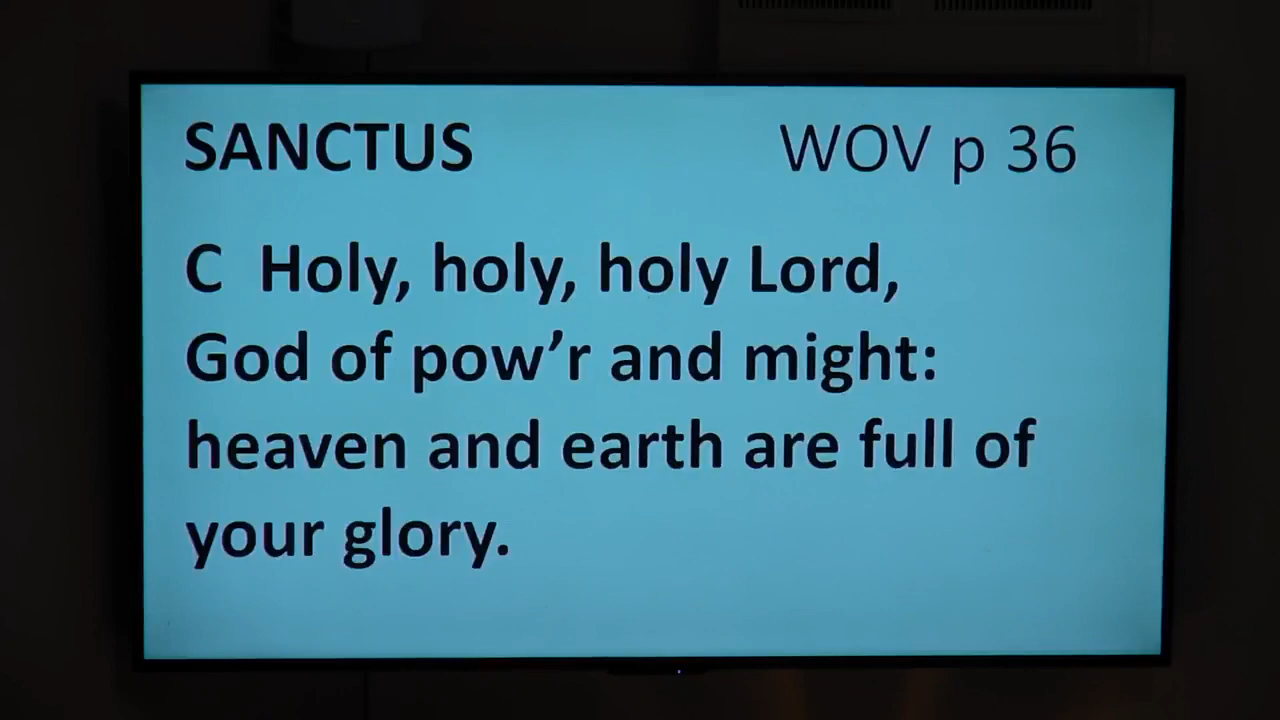 SANCTUS WOV p 36
C Holy, holy, holy Lord,
God of pow’r and might:
heaven and earth are full of
your glory.